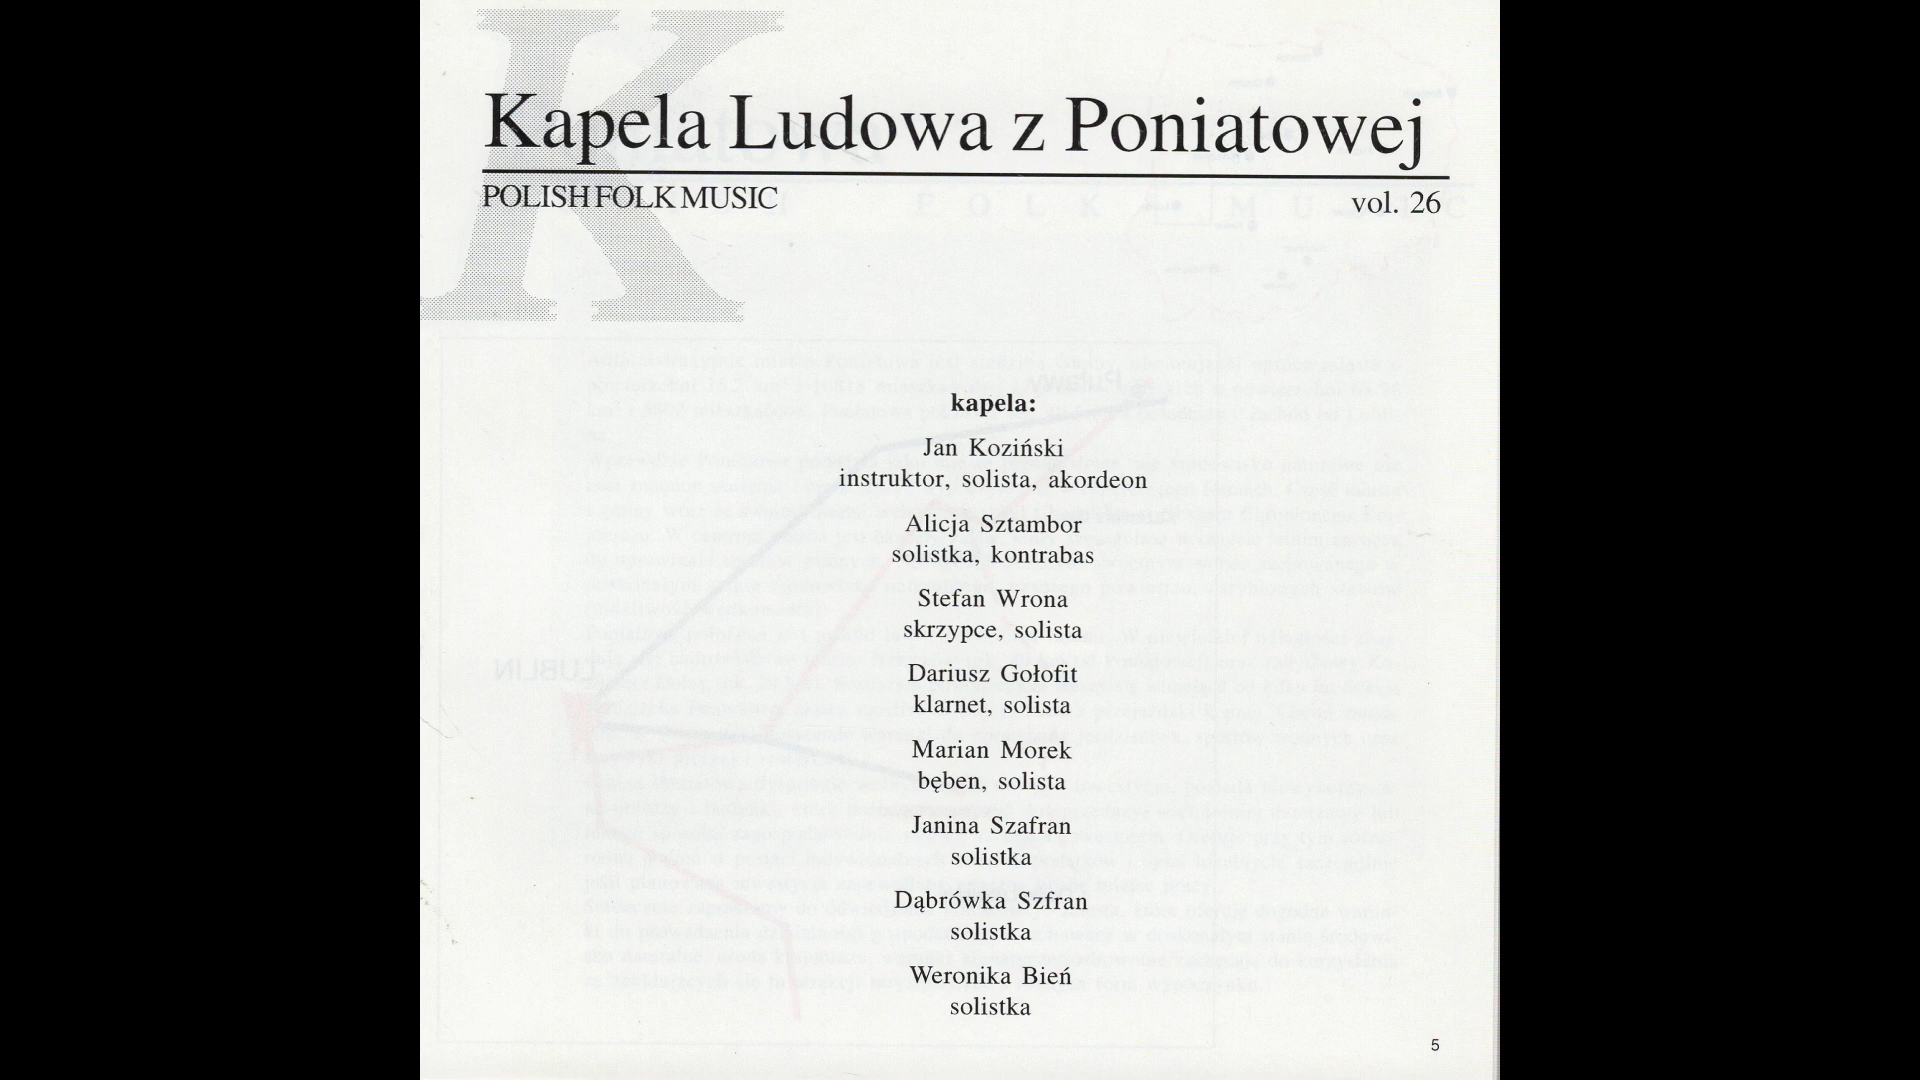 K
Kapela Ludowa z Poniatowej
POLISH FOLK MUSIC vol. 26
kapela:
Jan Koziński
instruktor, solista, akordeon
Alicja Sztambor
solistka, kontrabas
Stefan Wrona
skrzypce, solista
Dariusz Gołofit
klarnet, solista
Marian Morek
bęben, solista
Janina Szafran
solistka
Dąbrówka Szfran
solistka
Weronika Bień
solistka
5